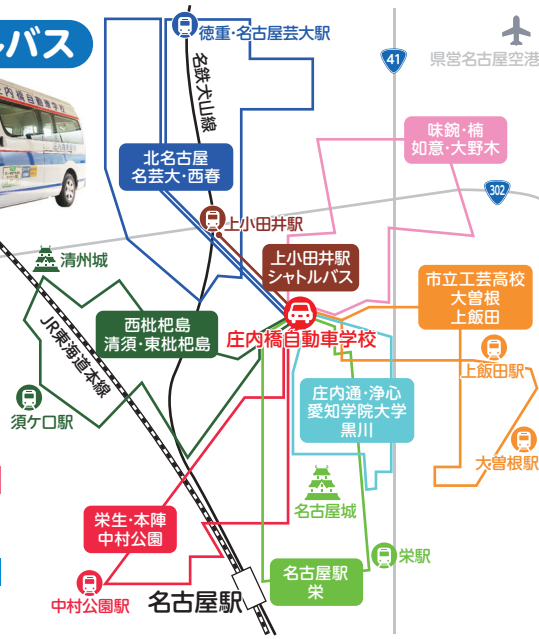 ルバス
徳重・名古屋芸大駅
41
県営名古屋空港
名鉄犬山線
味鋺・楠
如意・大野木
北名古屋
名芸大・西春
302
上小田井駅
上小田井駅
シャトルバス
清州城
市立工芸高校
大曽根
上飯田
西枇杷島
清須・東枇杷島
庄内橋自動車学校
JR東海道本線
上飯田駅
庄内通・浄心
愛知学院大学
黒川
須ケ口駅
大曽根駅
名古屋城
栄生・本陣
中村公園
栄駅
名古屋駅
栄
中村公園駅
名古屋駅